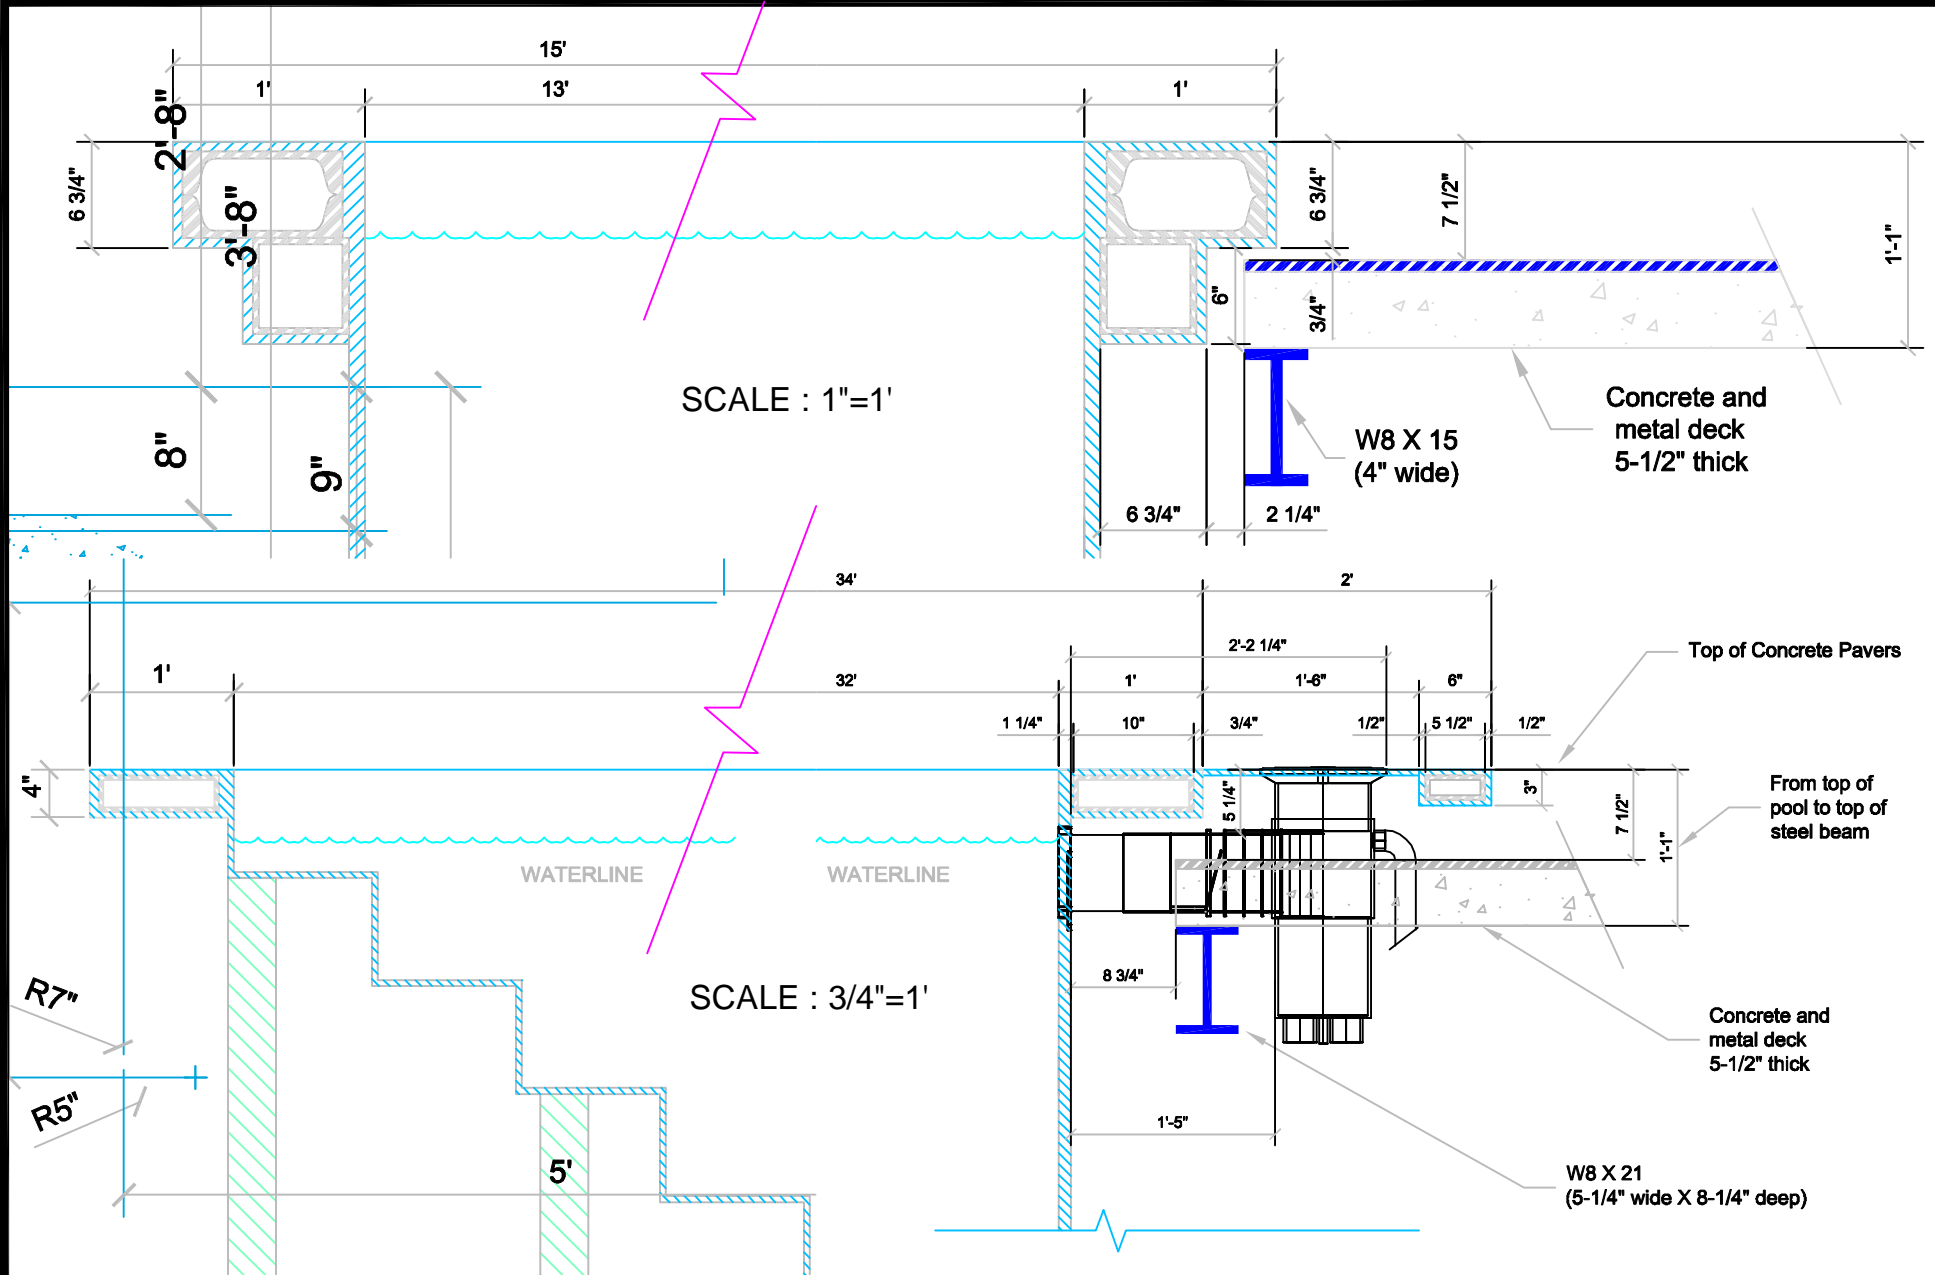 15'
1'
13'
1'
2'-8"
6 3/4"
3'-8"
6 3/4"
7 1/2"
1'-1"
6"
3/4"
SCALE : 1"=1'
Concrete and
metal deck
5-1/2" thick
W8 X 15
(4" wide)
8"
9"
6 3/4"
2 1/4"
34'
2'
2'-2 1/4"
Top of Concrete Pavers
1'
32'
1'
1'-6"
6"
1 1/4"
10"
3/4"
1/2"
5 1/2"
1/2"
4"
5 1/4"
3"
7 1/2"
1'-1"
From top of
pool to top of
steel beam
WATERLINE
WATERLINE
8 3/4"
SCALE : 3/4"=1'
R7"
Concrete and
metal deck
5-1/2" thick
R5"
1'-5"
5'
W8 X 21
(5-1/4" wide X 8-1/4" deep)